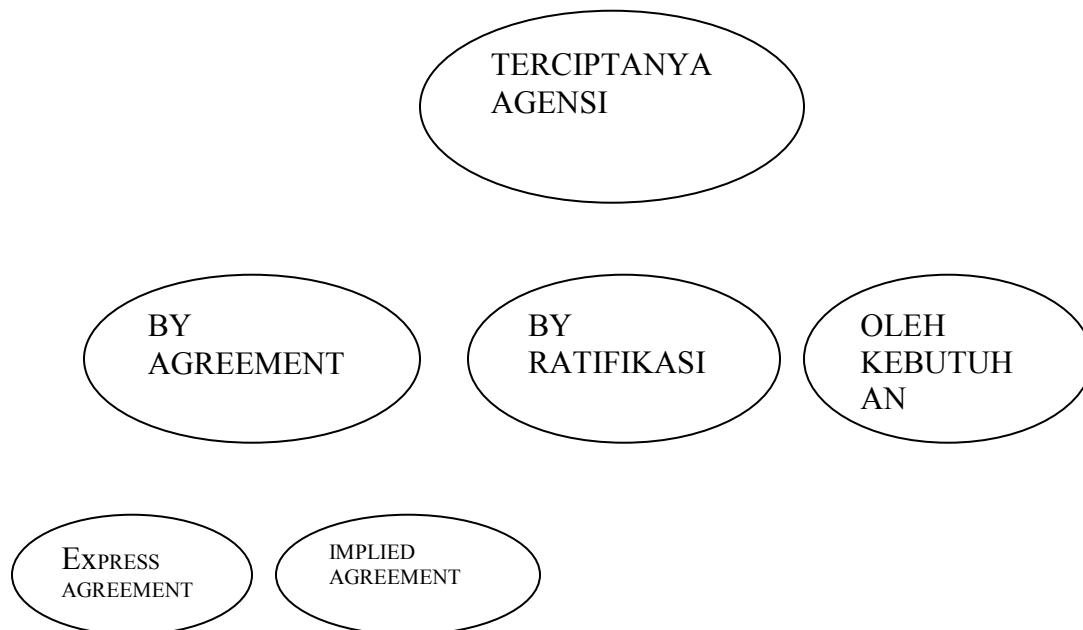 TERCIPTANYA
AGENSI
BY
AGREEMENT
BY
RATIFIKASI
OLEH
KEBUTUH
AN
EXPRESS
AGREEMENT
IMPLIED
AGREEMENT